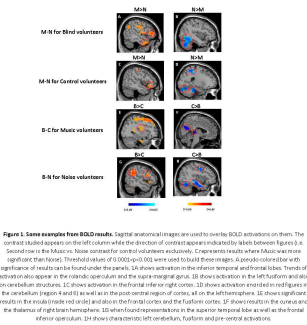 M>N N>M
A B
M-N for Blind volunteers
M>N N>M
C D
M-N for Control volunteers
B>C C>B
E F
B-C for Music volunteers
B>C C>B
G H
B-N for Noise volunteers
Figure 1. Some examples from BOLD results. Sagittal anatomical images are used to overlay BOLD activations on them. The
contrast studied appears on the left column while the direction of contrast appears indicated by labels between figures (i.e.
Second row is the Music vs. Noise contrast for control volunteers exclusively. C represents results where Music was more
significant than Noise). Threshold values of 0.0001<p<0.001 were used to build these images. A pseudo-colored bar with
significance of results can be found under the panels. 1A shows activation in the inferior temporal and frontal lobes. Trends of
activation also appear in the rolandic operculum and the supra-marginal gyrus. 1B shows activation in the left fusiform and also
on cerebellum structures. 1C shows activation in the frontal inferior right cortex. 1D shows activation encircled in red figures in
the cerebellum (region 4 and 6) as well as in the post-central region of cortex, all on the left hemisphere. 1E shows significant
results in the insula (inside red circle) and also in the frontal cortex and the fusiform cortex. 1F shows results in the cuneus and
the thalamus of right brain hemisphere. 1G when found representations in the superior temporal lobe as well as the frontal
inferior operculum. 1H shows characteristic left cerebellum, fusiform and pre-central activations.